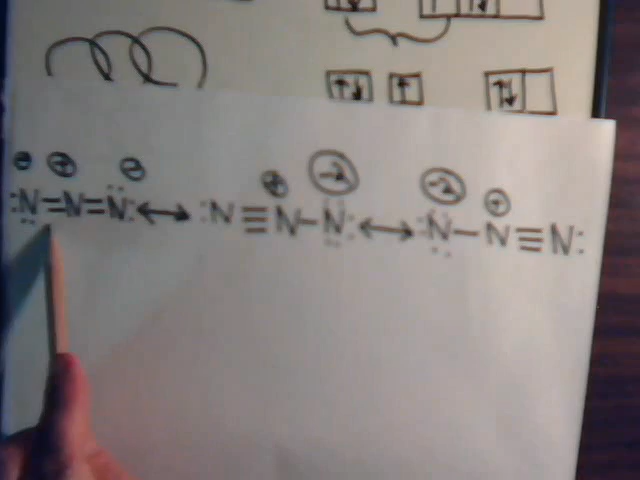 ⊖ ⊕ ⊖ ⊕ -2 -2 ⊕
:N̤=N=N̈: ↔ :N≡N-N̤̈: ↔ :N̤̈-N≡N: